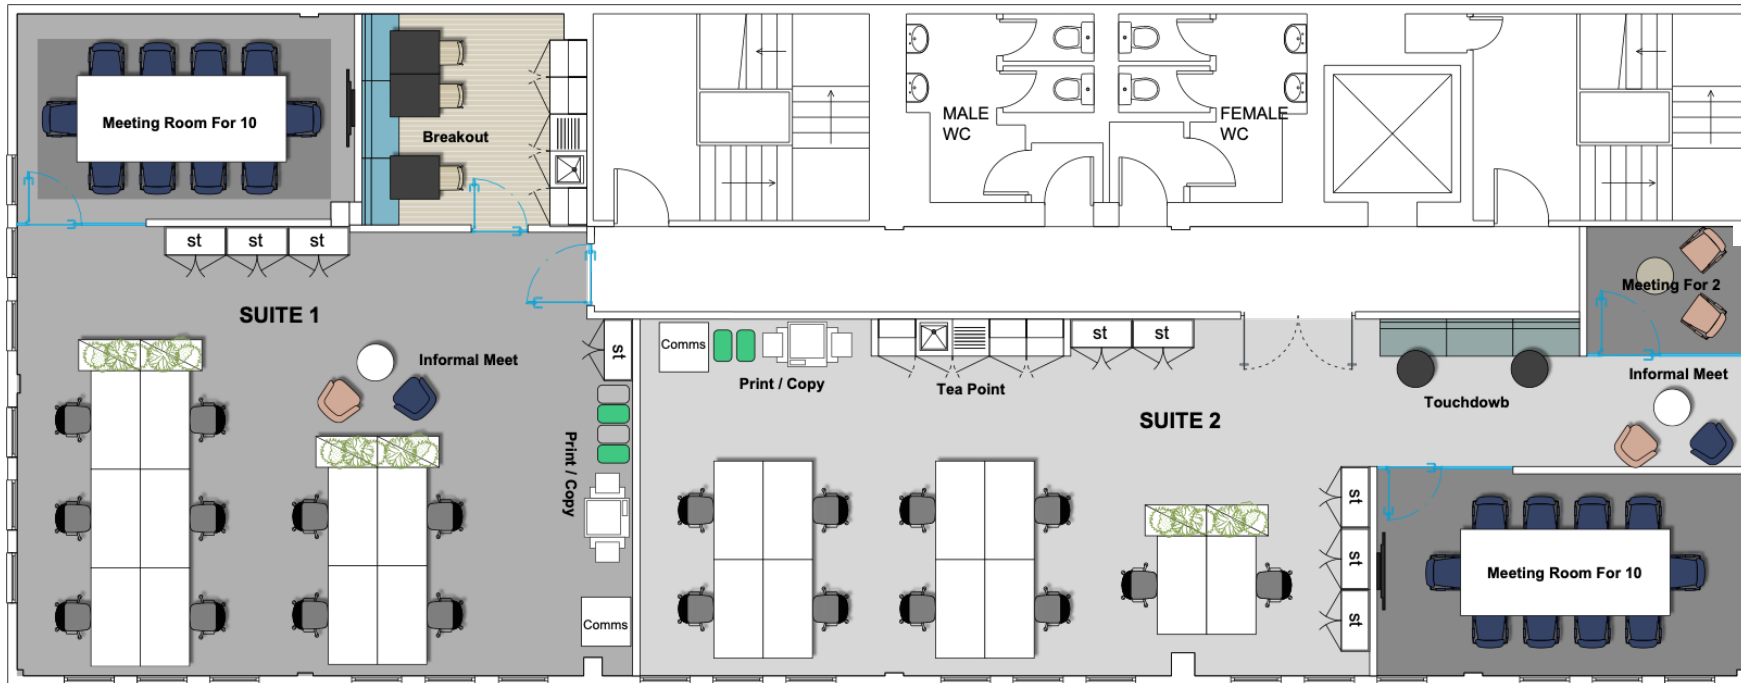 Meeting Room For 10
Breakout
MALE
WC
FEMALE
WC
st
st
st
SUITE 1
Informal Meet
st
Print / Copy
Comms
Comms
Print / Copy
Tea Point
st
st
SUITE 2
Touchdowb
Meeting For 2
Informal Meet
st
st
st
Meeting Room For 10